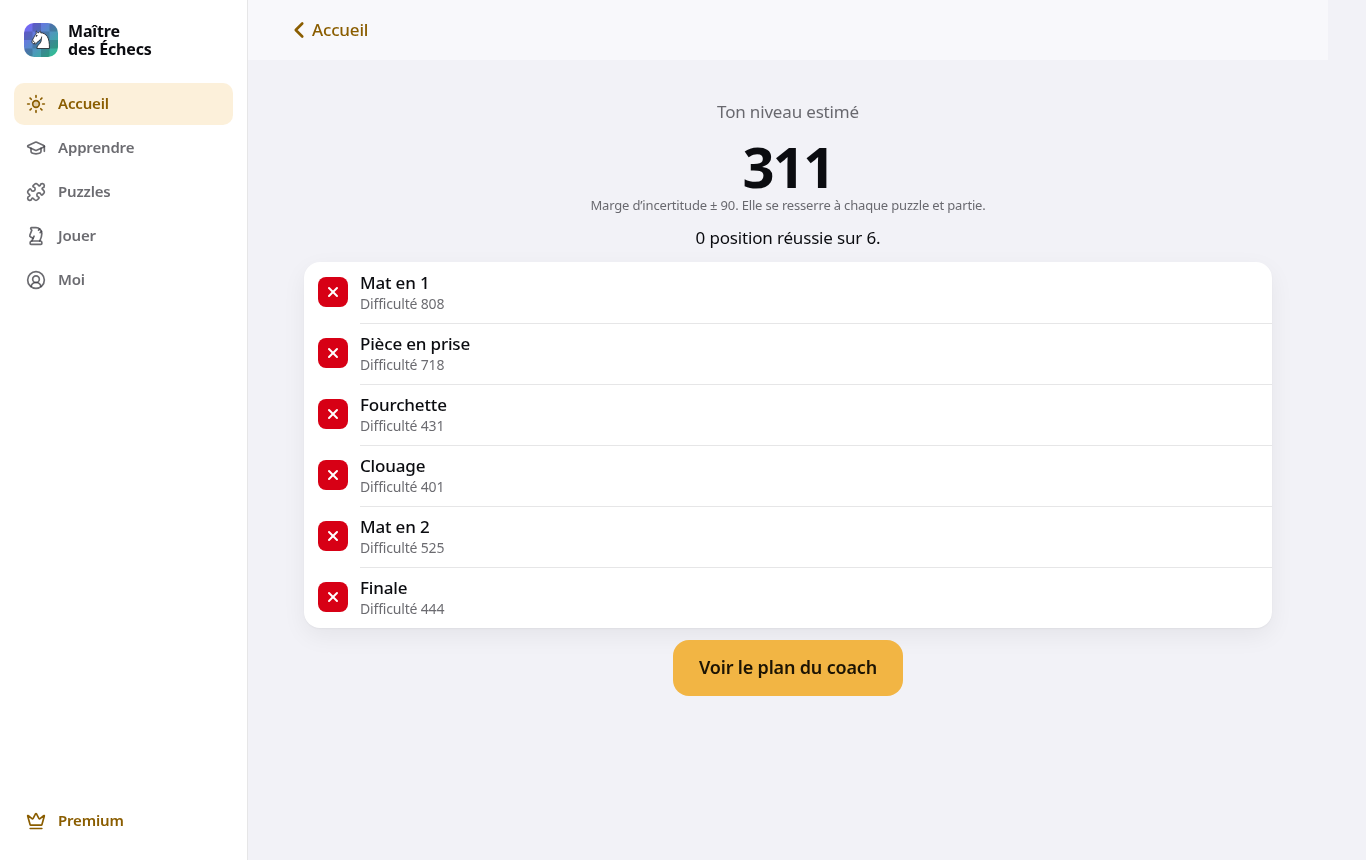 Maître
des Échecs
Accueil
Apprendre
Puzzles
Jouer
Moi
Premium
Accueil
Ton niveau estimé
311
Marge d’incertitude ± 90. Elle se resserre à chaque puzzle et partie.
0 position réussie sur 6.
Mat en 1
Difficulté 808
Pièce en prise
Difficulté 718
Fourchette
Difficulté 431
Clouage
Difficulté 401
Mat en 2
Difficulté 525
Finale
Difficulté 444
Voir le plan du coach